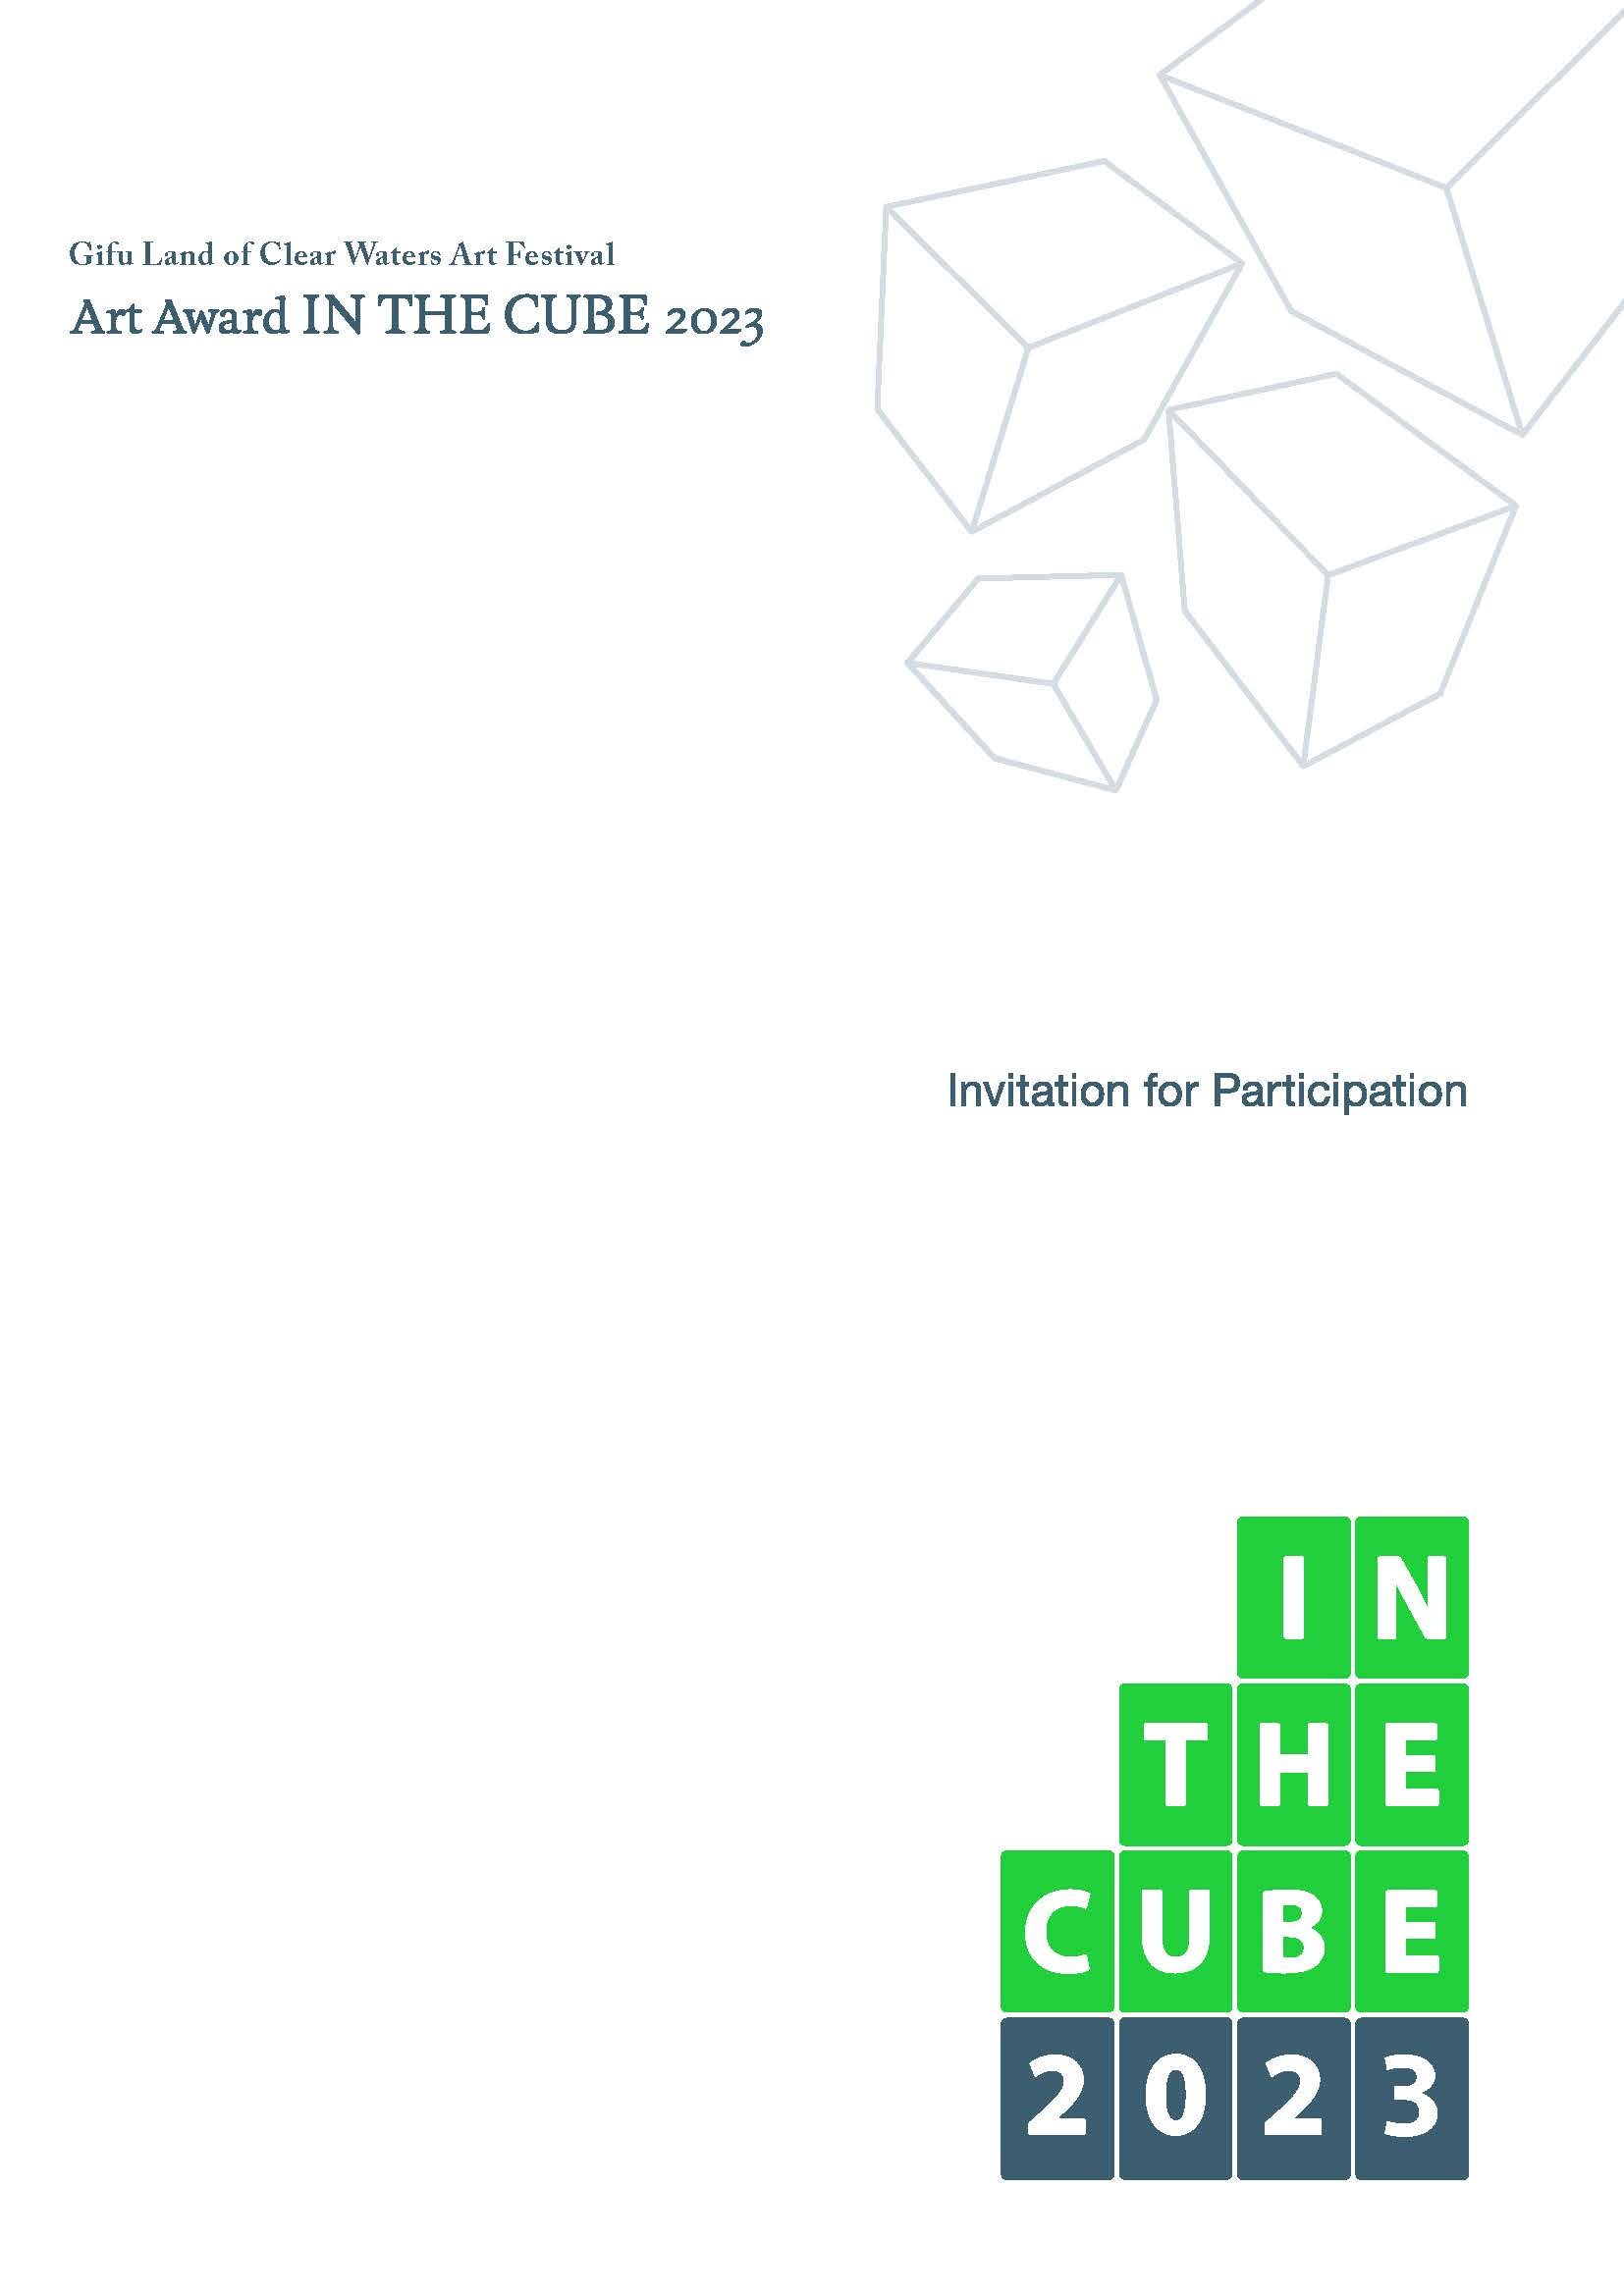 Gifu Land of Clear Waters Art Festival
Art Award IN THE CUBE 2023
Invitation for Participation
IN
THE
CUBE
2023